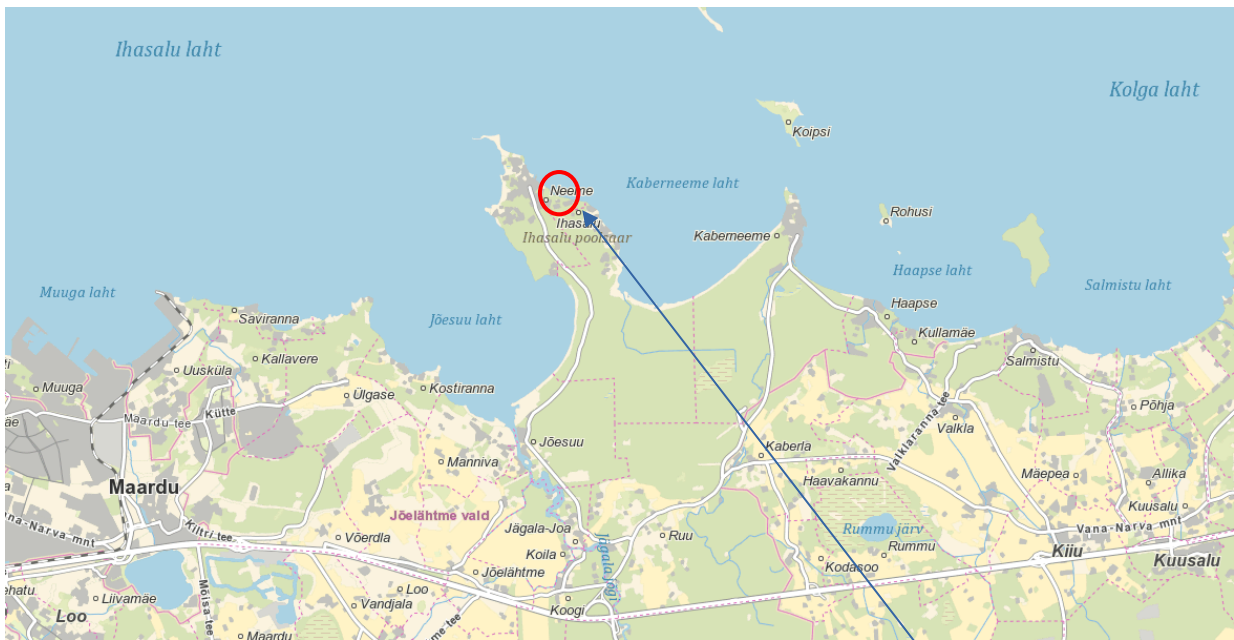 Ihasalu laht
Kolga laht
Koipsi
Neeme
Kaberneeme laht
Ihasalu
Rohusi
Ihasalu poolsaar
Kaberneeme
Haapse laht
Salmistu laht
Muuga laht
Jõesuu laht
Saviranna
Haapse
Kullamäe
Kallavere
Salmistu
Uusküla
Muuga
Kostiranna
Ülgase
Põhja
Maardu-tee
Kütte
Valkla
Valklaranna-tee
Jõesuu
Kaberla
Manniva
Haavakannu
Mäepea
Allika
Maardu
Jõelähtme vald
Kuusalu
Vana-Narva-mnt
Kiltri-tee
Jägala-Joa
Rummu järv
Vana-Narva-mnt
Võerdla
Ruu
Koila
Jägala jõgi
Rummu
Kiiu
Kuusalu
Kodasoo
Jõelähtme
Mõisa-tee
Loo
Liivamäe
Vandjala
Koogi
Loo
Maardu